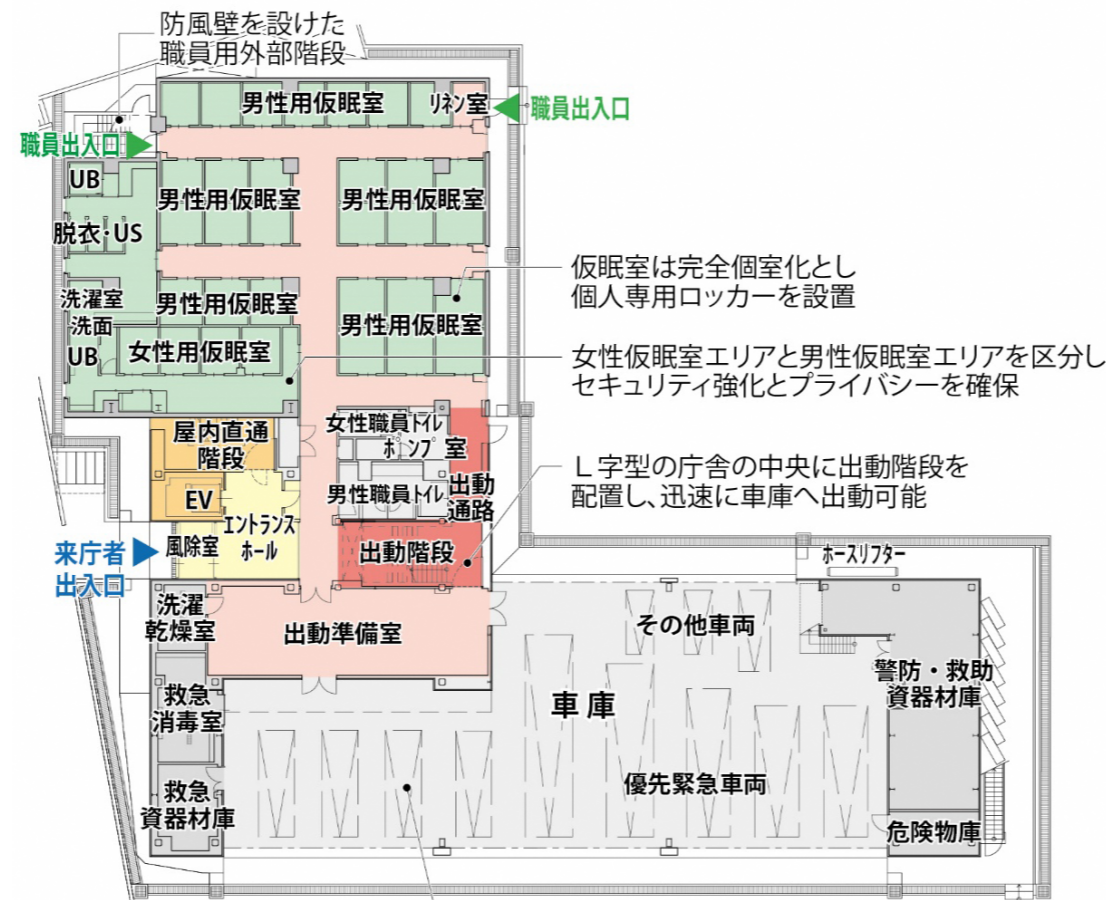 防風壁を設けた
職員用外部階段
男性用仮眠室
リネン室
職員出入口
職員出入口
UB
男性用仮眠室
男性用仮眠室
脱衣･US
仮眠室は完全個室化とし
個人専用ロッカーを設置
洗濯室
洗面
男性用仮眠室
男性用仮眠室
UB
女性用仮眠室
女性仮眠室エリアと男性仮眠室エリアを区分し
セキュリティ強化とプライバシーを確保
屋内直通
階段
女性職員トイレ
ポンプ室
EV
男性職員トイレ
出動
通路
L字型の庁舎の中央に出動階段を
配置し、迅速に車庫へ出動可能
エントランス
ホール
風除室
出動階段
来庁者
出入口
ホースリフター
洗濯
乾燥室
出動準備室
その他車両
警防・救助
資器材庫
救急
消毒室
車庫
優先緊急車両
救急
資器材庫
危険物庫